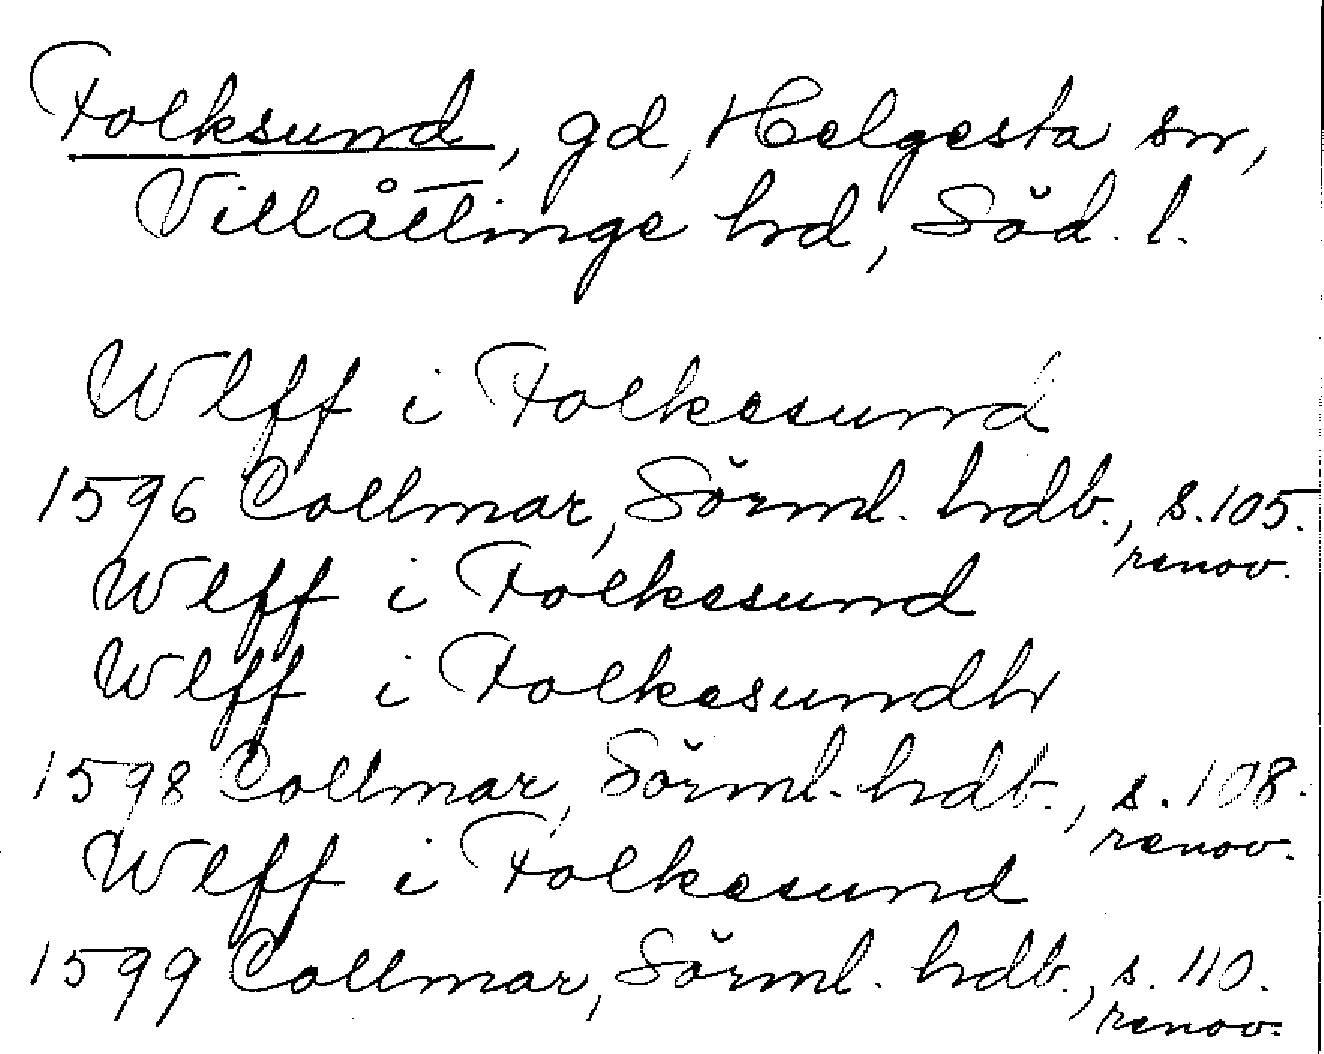 Folksund, gd, Helgesta sn,
Villåttinge hd, Söd. l.
Wlff i Folkesund
1596 Collmar, Sörml. hdb., s. 105.
renov.
Wlff i Folkesund
Wlff i Folkesundh
1598 Collmar, Sörml. hdb., s. 108.
renov.
Wlff i Folkesund
1599 Collmar, Sörml. hdb., s. 110.
renov.